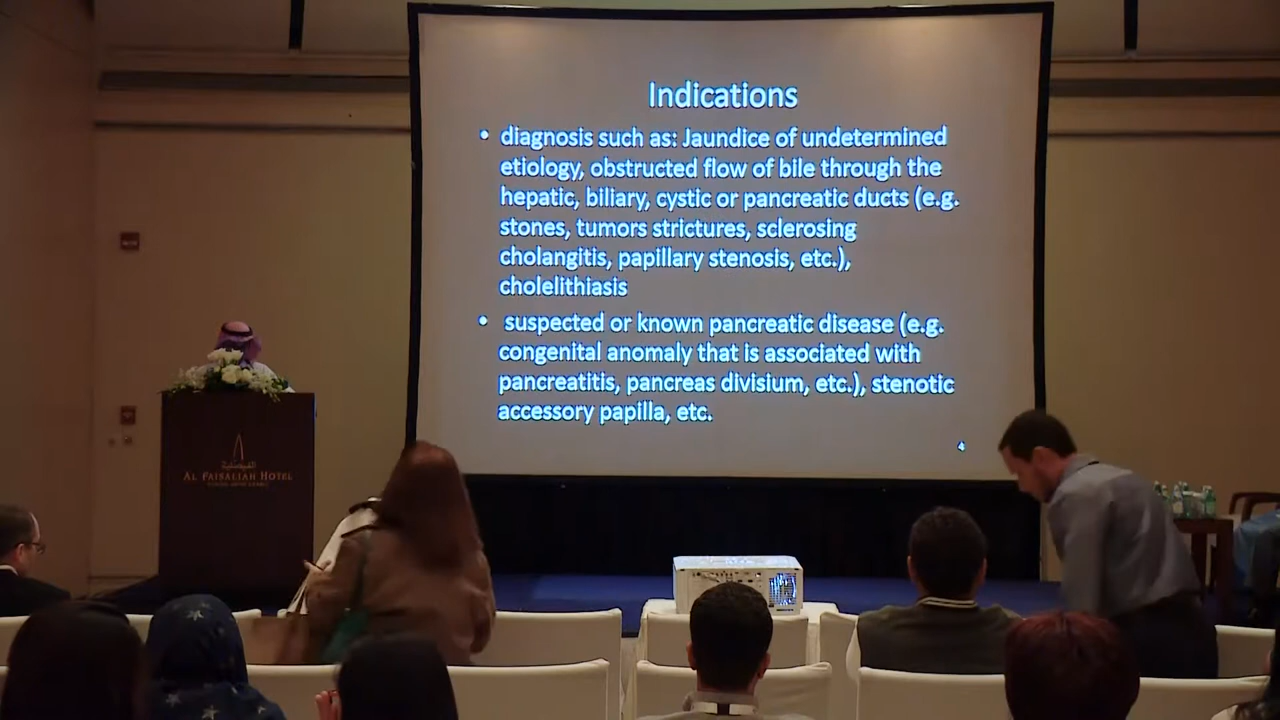 Indications
• diagnosis such as: Jaundice of undetermined
etiology, obstructed flow of bile through the
hepatic, biliary, cystic or pancreatic ducts (e.g.
stones, tumors strictures, sclerosing
cholangitis, papillary stenosis, etc.),
cholelithiasis
• suspected or known pancreatic disease (e.g.
congenital anomaly that is associated with
pancreatitis, pancreas divisium, etc.), stenotic
accessory papilla, etc.
4
الفيصلية
AL FAISALIAH HOTEL